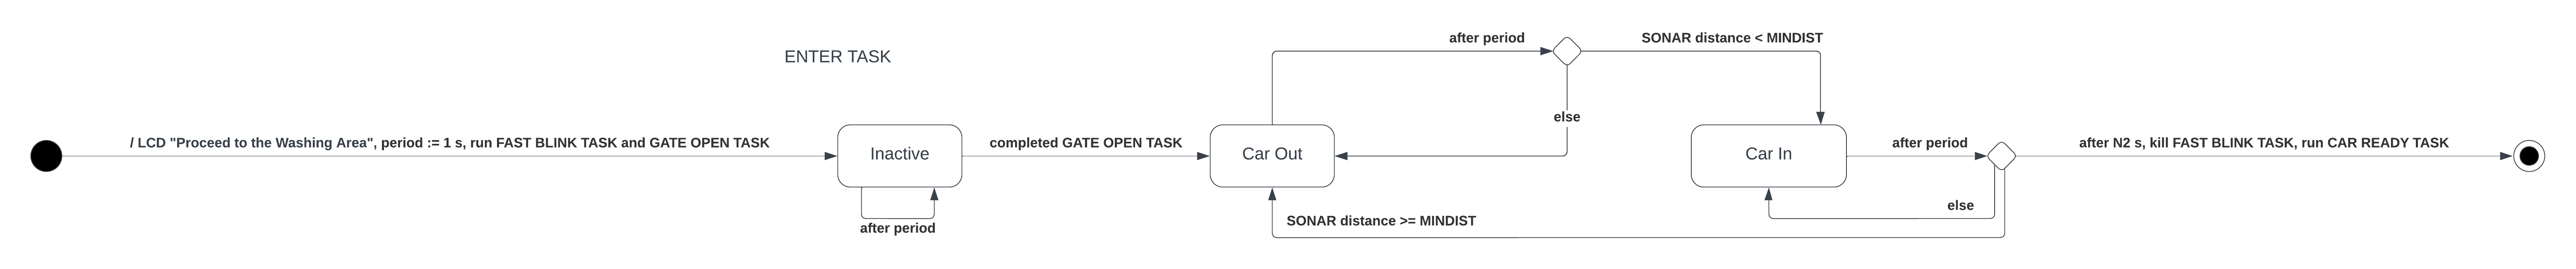 after period
SONAR distance < MINDIST
ENTER TASK
else
/ LCD "Proceed to the Washing Area", period := 1 s, run FAST BLINK TASK and GATE OPEN TASK
Inactive
completed GATE OPEN TASK
Car Out
Car In
after period
after N2 s, kill FAST BLINK TASK, run CAR READY TASK
else
SONAR distance >= MINDIST
after period